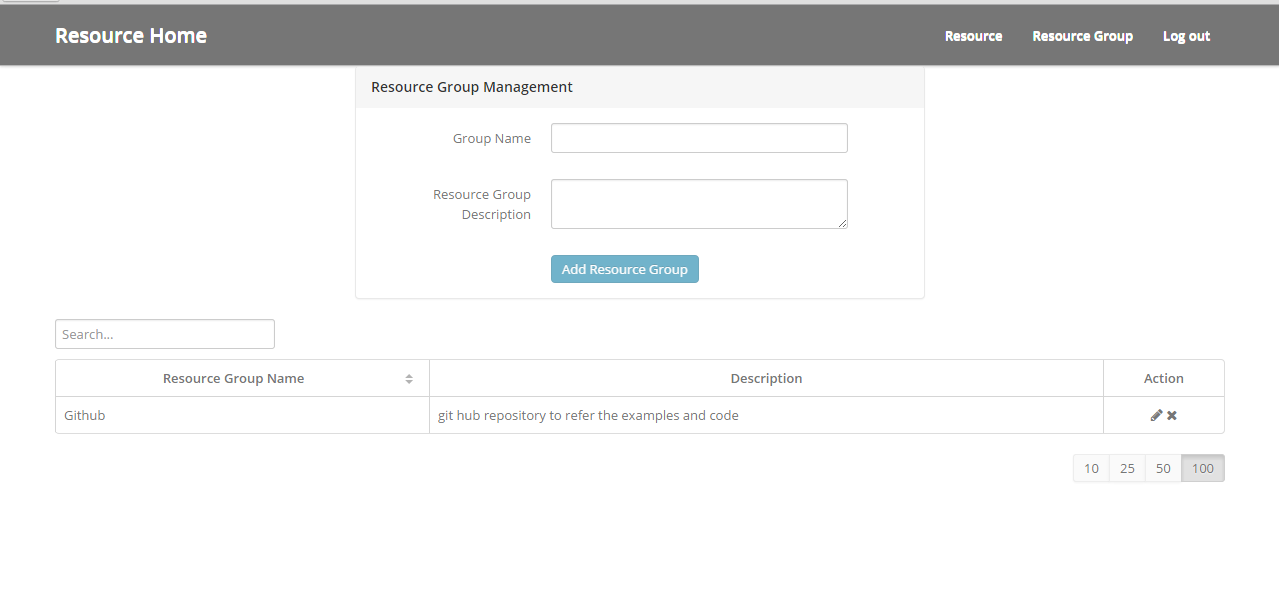 Resource Home
Resource Resource Group Log out
Resource Group Management
Group Name
Resource Group
Description
Add Resource Group
Search...
Resource Group Name Description Action
Github git hub repository to refer the examples and code
10 25 50 100